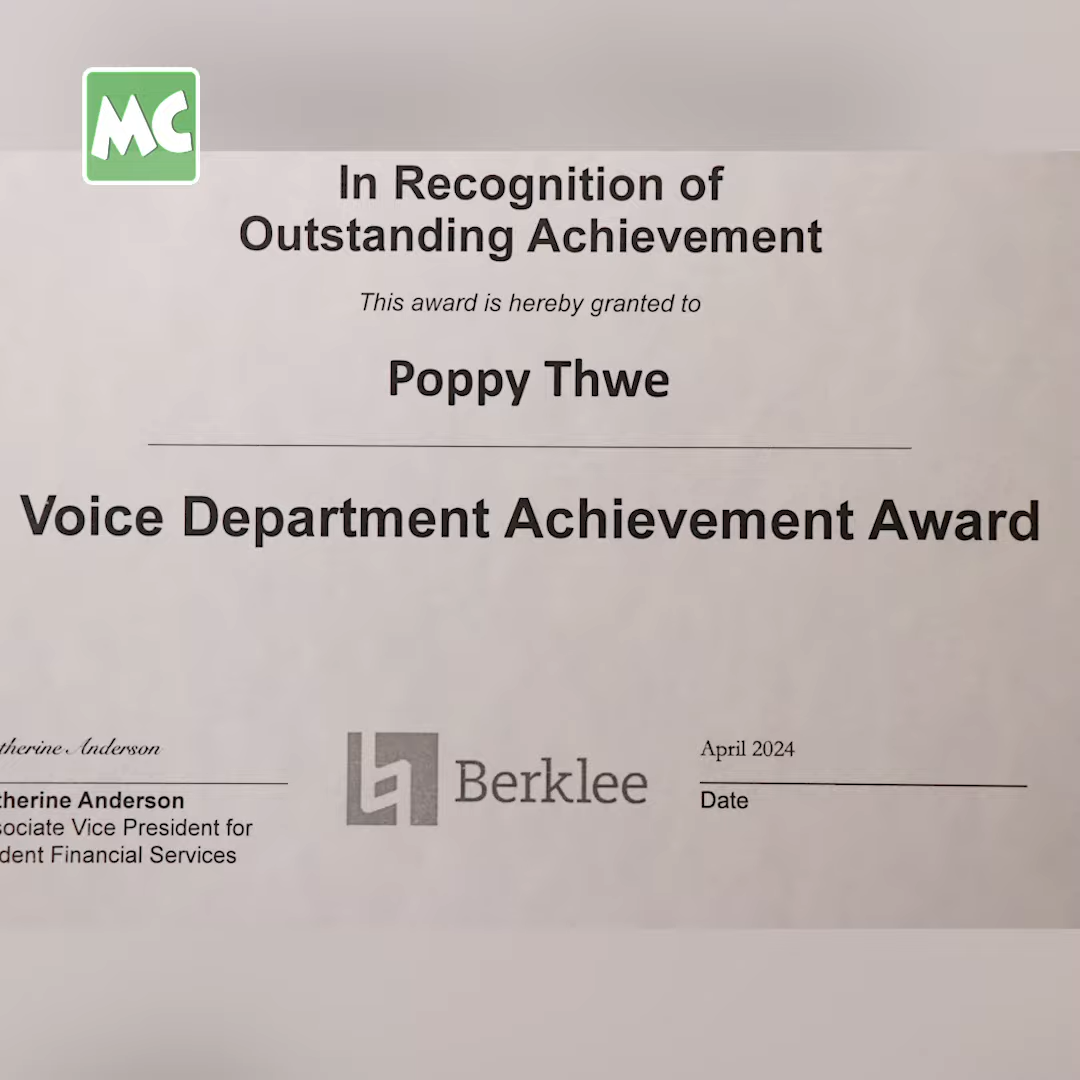 MC
In Recognition of
Outstanding Achievement
This award is hereby granted to
Poppy Thwe
Voice Department Achievement Award
therine Anderson
therine Anderson
sociate Vice President for
dent Financial Services
Berklee
April 2024
Date